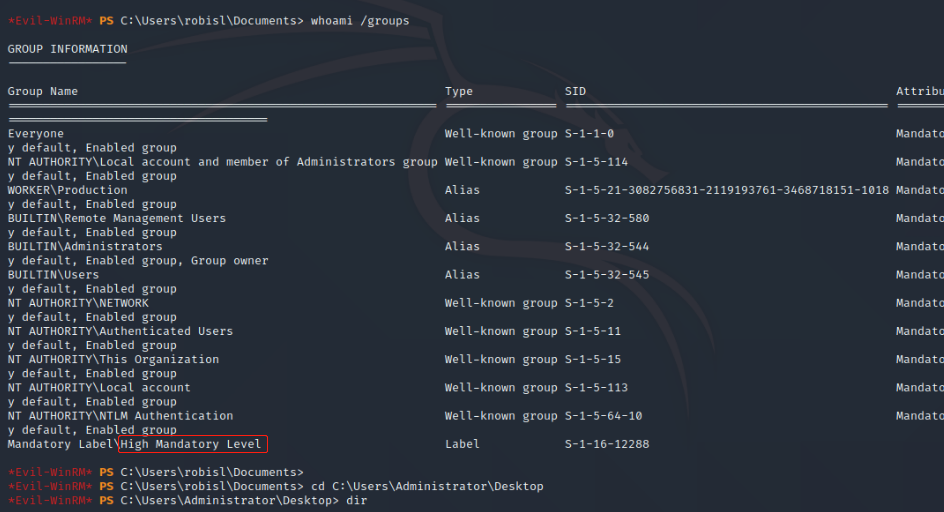 *Evil-WinRM* PS C:\Users\robisl\Documents> whoami /groups
GROUP INFORMATION
Group Name Type SID Attribu
Everyone Well-known group S-1-1-0 Mandato
y default, Enabled group
NT AUTHORITY\Local account and member of Administrators group Well-known group S-1-5-114 Mandato
y default, Enabled group
WORKER\Production Alias S-1-5-21-3082756831-2119193761-3468718151-1018 Mandato
y default, Enabled group
BUILTIN\Remote Management Users Alias S-1-5-32-580 Mandato
y default, Enabled group
BUILTIN\Administrators Alias S-1-5-32-544 Mandato
y default, Enabled group, Group owner
BUILTIN\Users Alias S-1-5-32-545 Mandato
y default, Enabled group
NT AUTHORITY\NETWORK Well-known group S-1-5-2 Mandato
y default, Enabled group
NT AUTHORITY\Authenticated Users Well-known group S-1-5-11 Mandato
y default, Enabled group
NT AUTHORITY\This Organization Well-known group S-1-5-15 Mandato
y default, Enabled group
NT AUTHORITY\Local account Well-known group S-1-5-113 Mandato
y default, Enabled group
NT AUTHORITY\NTLM Authentication Well-known group S-1-5-64-10 Mandato
y default, Enabled group
Mandatory Label\High Mandatory Level Label S-1-16-12288
*Evil-WinRM* PS C:\Users\robisl\Documents>
*Evil-WinRM* PS C:\Users\robisl\Documents> cd C:\Users\Administrator\Desktop
*Evil-WinRM* PS C:\Users\Administrator\Desktop> dir